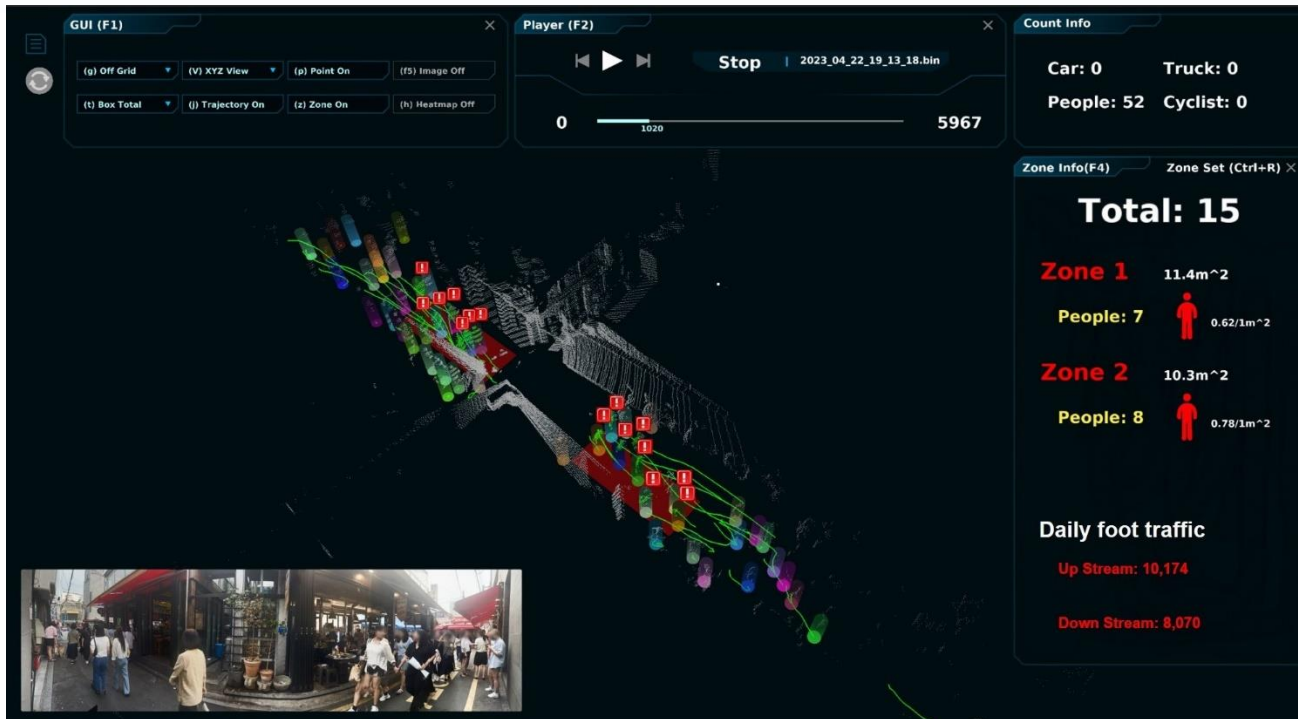 GUI (F1)
(g) Off Grid
(V) XYZ View
(p) Point On
(f5) Image Off
(t) Box Total
(j) Trajectory On
(z) Zone On
(h) Heatmap Off
Player (F2)
Stop | 2023_04_22_19_13_18.bin
0
1020
5967
Count Info
Car: 0 Truck: 0
People: 52 Cyclist: 0
Zone Info(F4) Zone Set (Ctrl+R)
Total: 15
Zone 1 11.4m^2
People: 7 0.62/1m^2
Zone 2 10.3m^2
People: 8 0.78/1m^2
Daily foot traffic
Up Stream: 10,174
Down Stream: 8,070